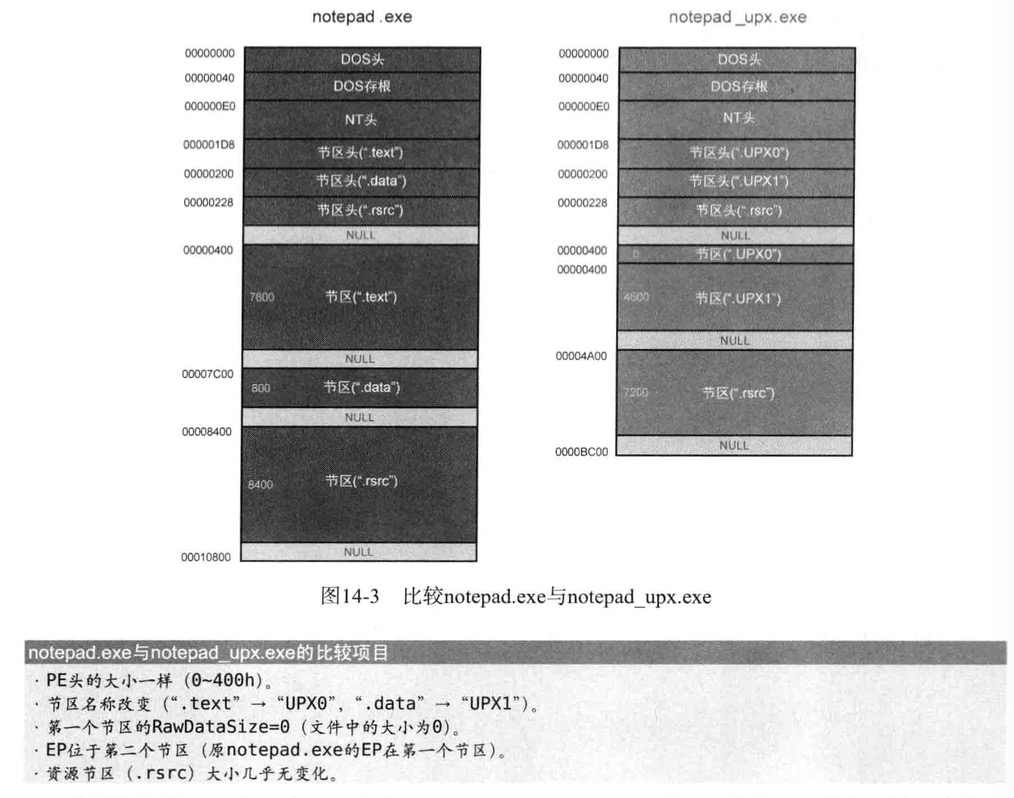 notepad.exe
00000000
DOS头
00000040
DOS存根
000000E0
NT头
000001D8
节区头(“.text”)
00000200
节区头(“.data”)
00000228
节区头(“.rsrc”)
NULL
00000400
7800
节区(“.text”)
NULL
00007C00
800
节区(“.data”)
NULL
00008400
8400
节区(“.rsrc”)
NULL
00010800
notepad_upx.exe
00000000
DOS头
00000040
DOS存根
000000E0
NT头
000001D8
节区头(“.UPX0”)
00000200
节区头(“.UPX1”)
00000228
节区头(“.rsrc”)
NULL
00000400
0
节区(“.UPX0”)
00000400
4600
节区(“.UPX1”)
NULL
00004A00
7200
节区(“.rsrc”)
NULL
0000BC00
图14-3 比较notepad.exe与notepad_upx.exe
notepad.exe与notepad_upx.exe的比较项目
· PE头的大小一样（0~400h）。
· 节区名称改变（“.text” → “UPX0”, “.data” → “UPX1”）。
· 第一个节区的RawDataSize=0（文件中的大小为0）。
· EP位于第二个节区（原notepad.exe的EP在第一个节区）。
· 资源节区（.rsrc）大小几乎无变化。